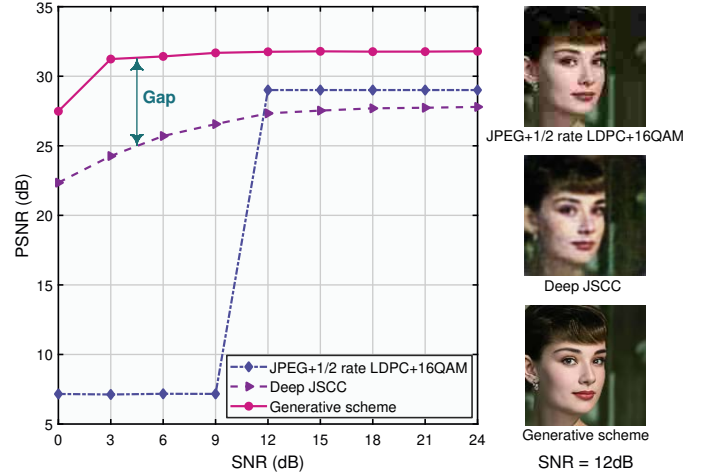 35
30
25
20
15
10
5
PSNR (dB)
Gap
JPEG+1/2 rate LDPC+16QAM
Deep JSCC
Generative scheme
0 3 6 9 12 15 18 21 24
SNR (dB)
JPEG+1/2 rate LDPC+16QAM
Deep JSCC
Generative scheme
SNR = 12dB